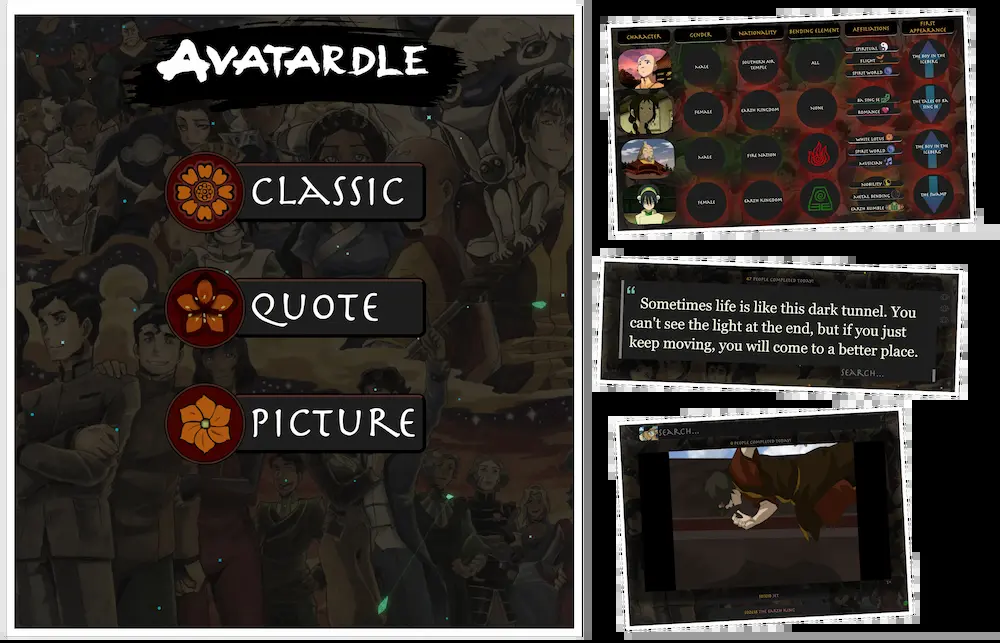 AVATARDLE
CLASSIC
QUOTE
PICTURE
CHARACTER GENDER NATIONALITY BENDING ELEMENT AFFILIATIONS FIRST APPEARANCE
MALE SOUTHERN AIR TEMPLE ALL SPIRITUAL FLIGHT SPIRIT WORLD THE BOY IN THE ICEBERG
FEMALE EARTH KINGDOM NONE BA SING SE ROMANCE THE TALES OF BA SING SE
MALE FIRE NATION WHITE LOTUS SPIRIT WORLD MUSICIAN THE BOY IN THE ICEBERG
FEMALE EARTH KINGDOM NOBILITY METAL BENDING EARTH RUMBLE THE SWAMP
67 PEOPLE COMPLETED TODAY!
“
Sometimes life is like this dark tunnel. You
can't see the light at the end, but if you just
keep moving, you will come to a better place.
SEARCH...
SEARCH...
PEOPLE COMPLETED TODAY!